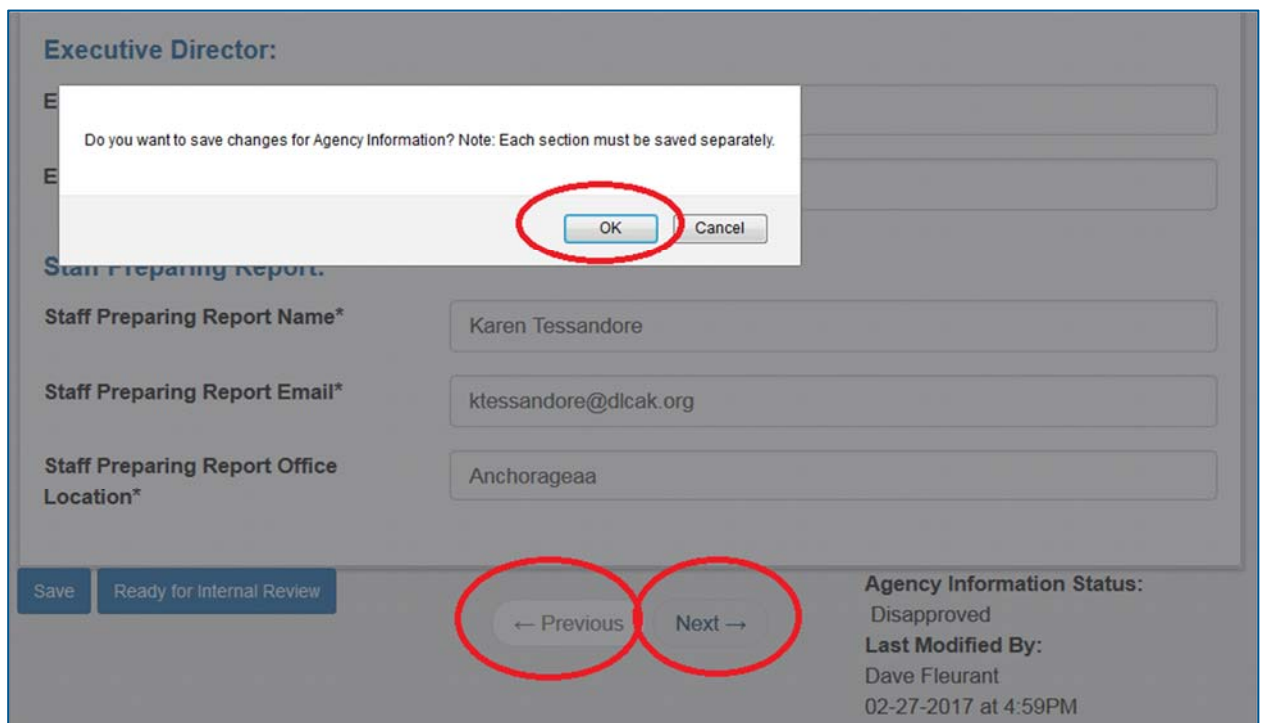 Executive Director:
E
Do you want to save changes for Agency Information? Note: Each section must be saved separately.
E
OK Cancel
Staff Preparing Report:
Staff Preparing Report Name* Karen Tessandore
Staff Preparing Report Email* ktessandore@dlcak.org
Staff Preparing Report Office
Location* Anchorageaa
Save Ready for Internal Review
← Previous Next →
Agency Information Status:
Disapproved
Last Modified By:
Dave Fleurant
02-27-2017 at 4:59PM